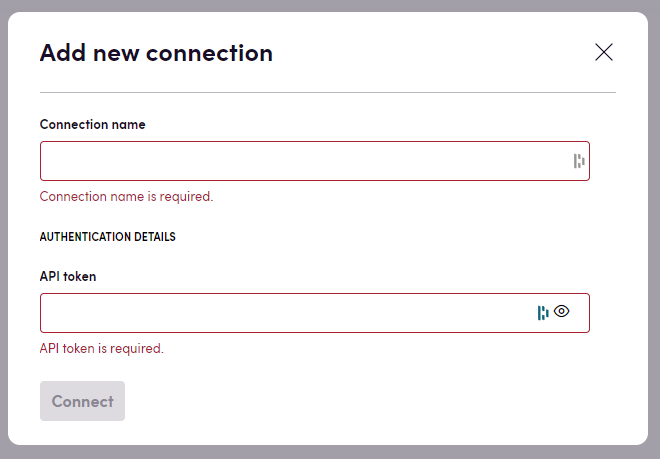 Add new connection
Connection name
Connection name is required.
AUTHENTICATION DETAILS
API token
API token is required.
Connect